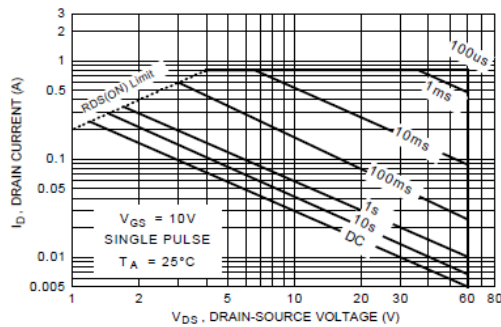 3
1
0.5
0.1
0.05
0.01
0.005
I D, DRAIN CURRENT (A)
RDS(ON) Limit
100us
1ms
10ms
100ms
1s
10s
DC
VGS = 10V
SINGLE PULSE
TA = 25°C
1 2 5 10 20 30 60 80
VDS , DRAIN-SOURCE VOLTAGE (V)